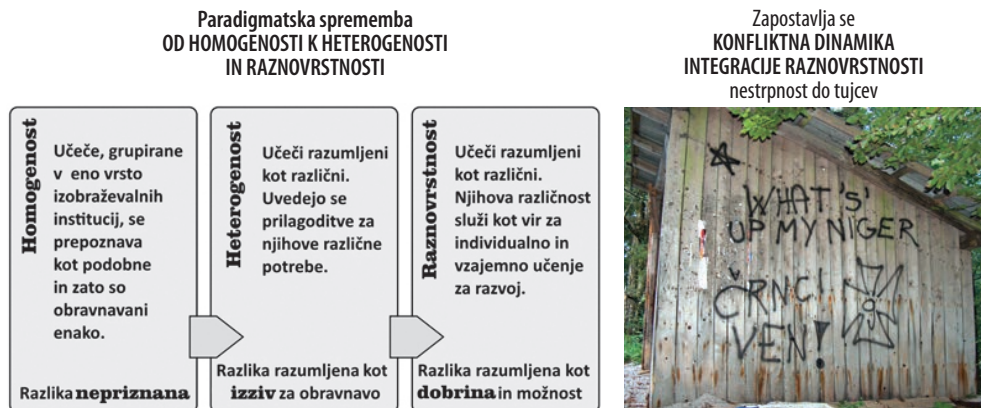 Paradigmatska sprememba
OD HOMOGENOSTI K HETEROGENOSTI
IN RAZNOVRSTNOSTI
Homogenost
Učeče, grupirane
v eno vrsto
izobraževalnih
institucij, se
prepoznava
kot podobne
in zato so
obravnavani
enako.
Razlika nepriznana
Heterogenost
Učeči razumljeni
kot različni.
Uvedejo se
prilagoditve za
njihove različne
potrebe.
Razlika razumljena kot
izziv za obravnavo
Raznovrstnost
Učeči razumljeni
kot različni.
Njihova različnost
služi kot vir za
individualno in
vzajemno učenje
za razvoj.
Razlika razumljena kot
dobrina in možnost
Zapostavlja se
KONFLIKTNA DINAMIKA
INTEGRACIJE RAZNOVRSTNOSTI
nestrpnost do tujcev
WHAT'S'
UP MY NIGER
ČRNCI
VEN!